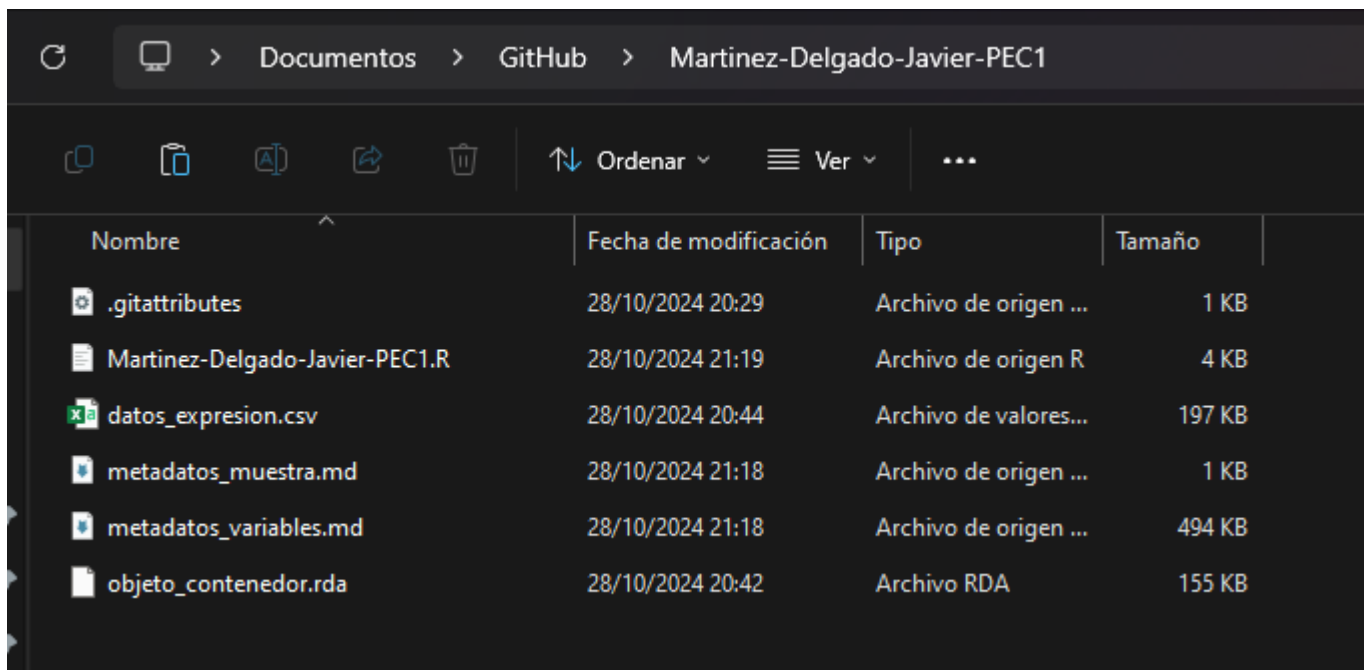 Documentos > GitHub > Martinez-Delgado-Javier-PEC1
Ordenar Ver ...
Nombre Fecha de modificación Tipo Tamaño
.gitattributes 28/10/2024 20:29 Archivo de origen ... 1 KB
Martinez-Delgado-Javier-PEC1.R 28/10/2024 21:19 Archivo de origen R 4 KB
datos_expresion.csv 28/10/2024 20:44 Archivo de valores... 197 KB
metadatos_muestra.md 28/10/2024 21:18 Archivo de origen ... 1 KB
metadatos_variables.md 28/10/2024 21:18 Archivo de origen ... 494 KB
objeto_contenedor.rda 28/10/2024 20:42 Archivo RDA 155 KB